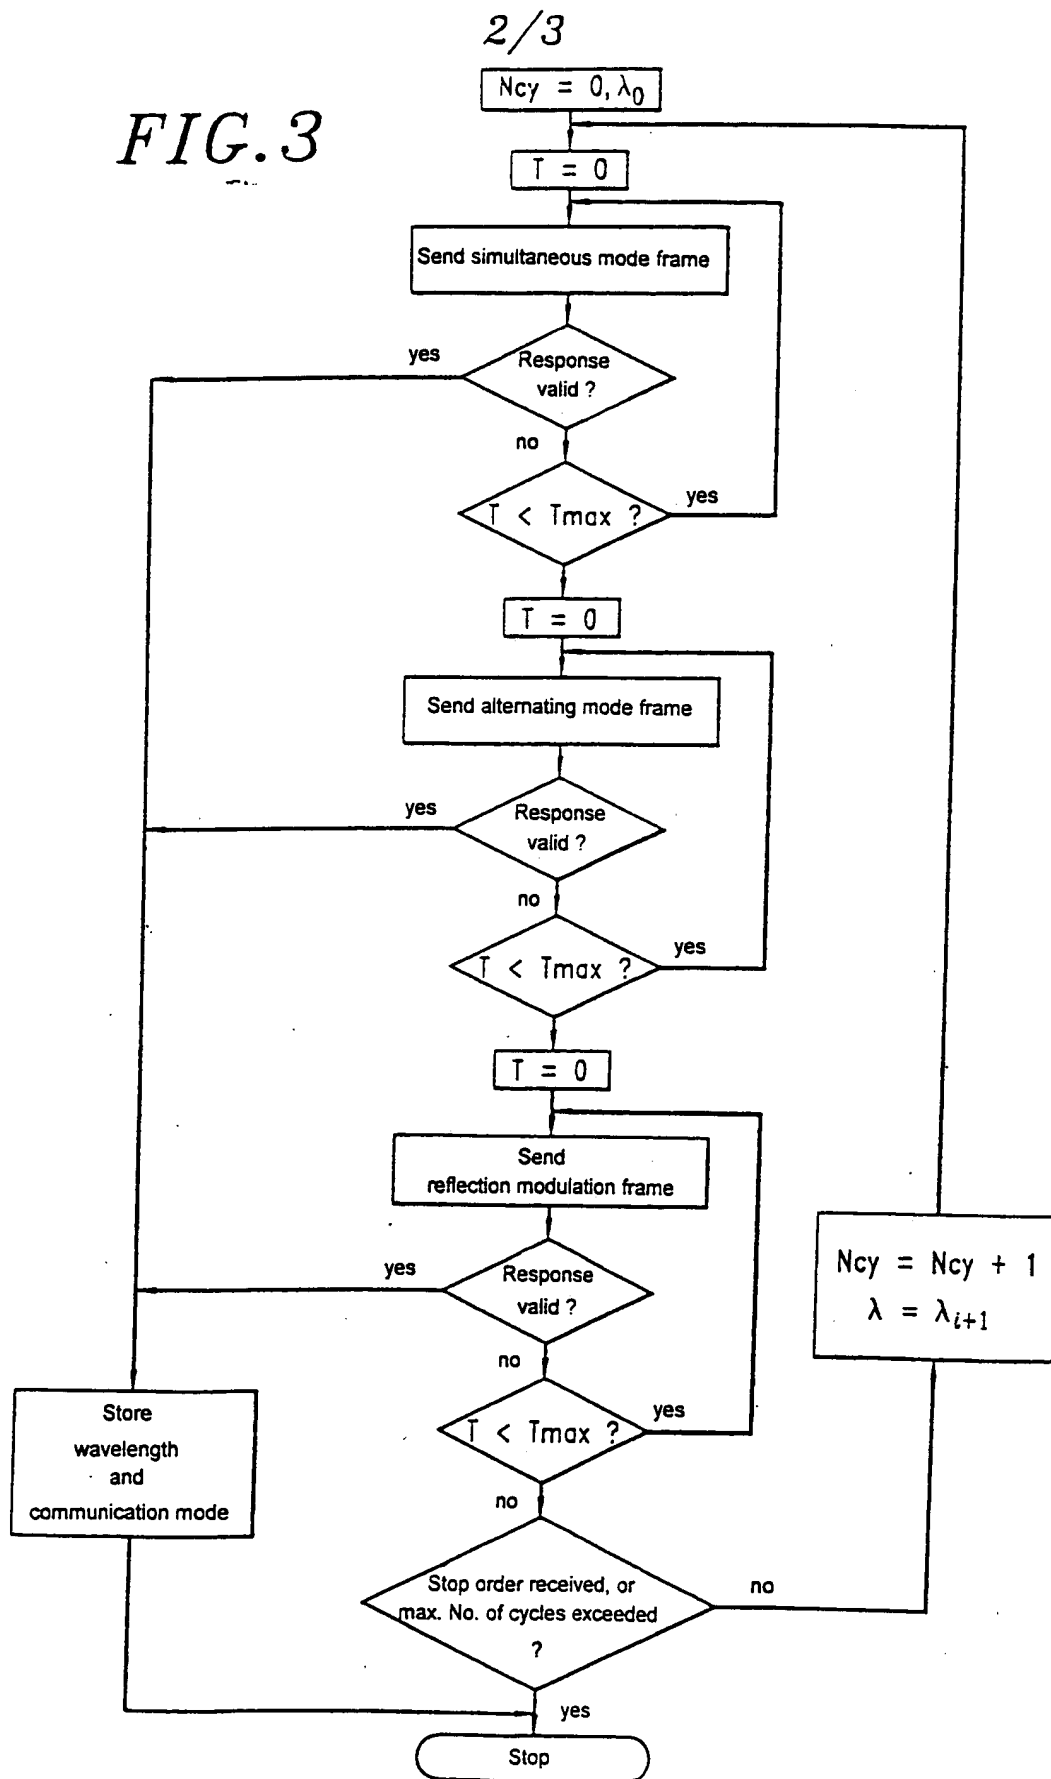 2/3
FIG. 3
Ncy = 0, λ0
T = 0
Send simultaneous mode frame
Response
valid ?
yes
no
T < Tmax ?
yes
T = 0
Send alternating mode frame
Response
valid ?
yes
no
T < Tmax ?
yes
T = 0
Send
reflection modulation frame
Response
valid ?
yes
no
T < Tmax ?
yes
no
Ncy = Ncy + 1
λ = λi+1
Store
wavelength
and
communication mode
Stop order received, or
max. No. of cycles exceeded
?
no
yes
Stop